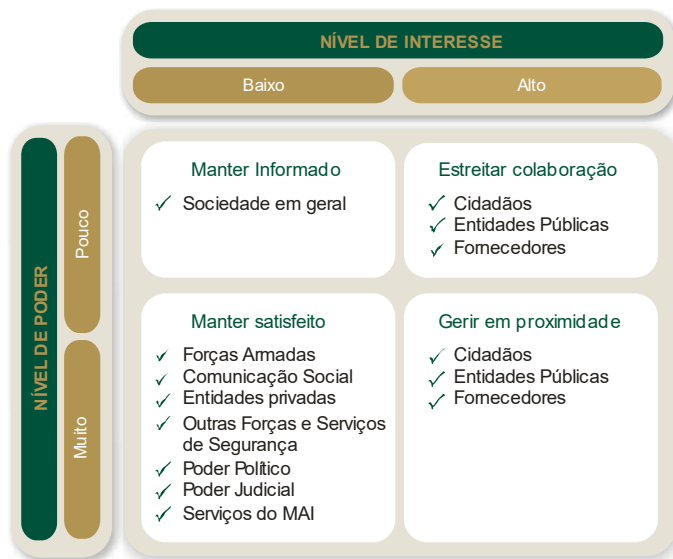 NÍVEL DE INTERESSE
Baixo
Alto
NÍVEL DE PODER
Pouco
Muito
Manter Informado
Sociedade em geral
Estreitar colaboração
Cidadãos
Entidades Públicas
Fornecedores
Manter satisfeito
Forças Armadas
Comunicação Social
Entidades privadas
Outras Forças e Serviços
de Segurança
Poder Político
Poder Judicial
Serviços do MAI
Gerir em proximidade
Cidadãos
Entidades Públicas
Fornecedores